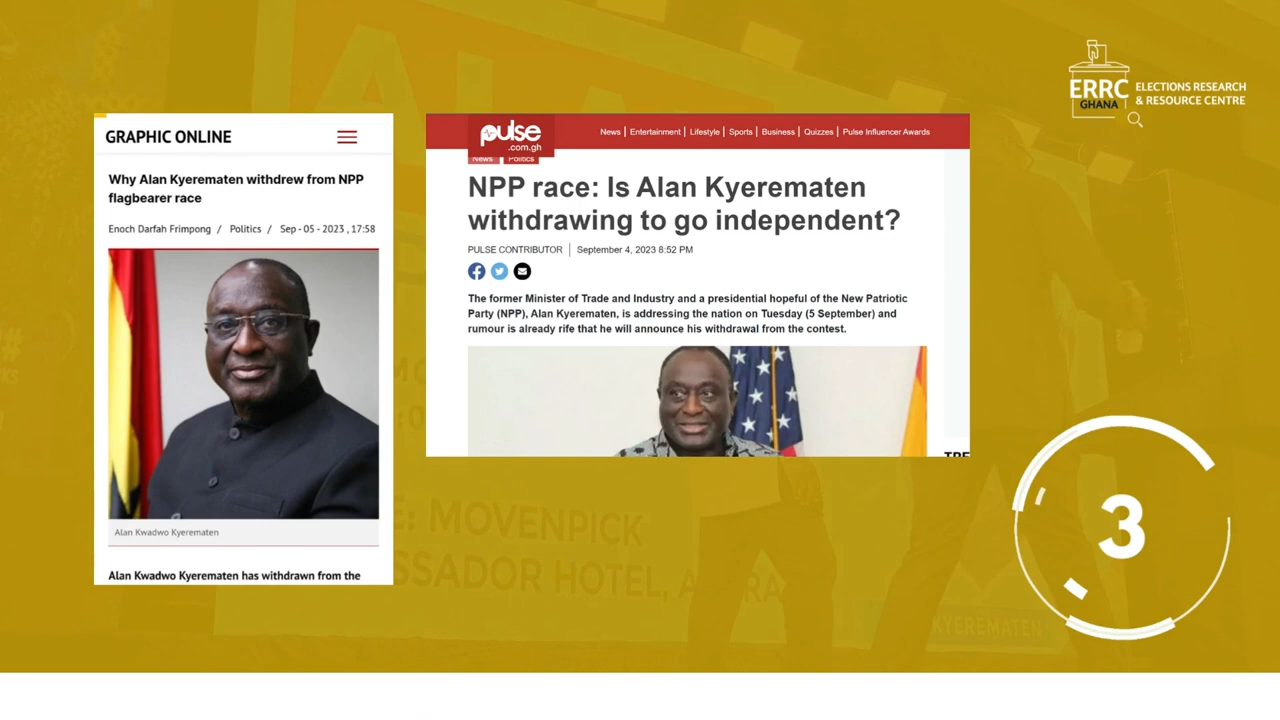 ERRC
GHANA
ELECTIONS RESEARCH
& RESOURCE CENTRE
GRAPHIC ONLINE
Why Alan Kyerematen withdrew from NPP
flagbearer race
Enoch Darfah Frimpong / Politics / Sep - 05 - 2023 , 17:58
Alan Kwadwo Kyerematen
Alan Kwadwo Kyerematen has withdrawn from the
pulse
.com.gh
News | Entertainment | Lifestyle | Sports | Business | Quizzes | Pulse Influencer Awards
News Politics
NPP race: Is Alan Kyerematen
withdrawing to go independent?
PULSE CONTRIBUTOR | September 4, 2023 8:52 PM
The former Minister of Trade and Industry and a presidential hopeful of the New Patriotic
Party (NPP), Alan Kyerematen, is addressing the nation on Tuesday (5 September) and
rumour is already rife that he will announce his withdrawal from the contest.
3
: MOVENPICK
HOTEL,
KYEREMATEN